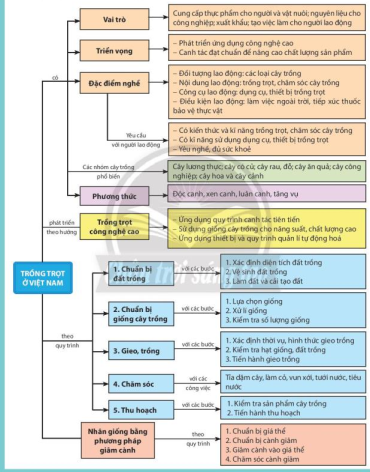 Vai trò
Cung cấp thực phẩm cho người và vật nuôi; nguyên liệu cho
công nghiệp; xuất khẩu; tạo việc làm cho người lao động
Triển vọng
– Phát triển ứng dụng công nghệ cao
– Canh tác đạt chuẩn để nâng cao chất lượng sản phẩm
có
Đặc điểm nghề
– Đối tượng lao động: các loại cây trồng
– Nội dung lao động: trồng trọt, chăm sóc cây trồng
– Công cụ lao động: dụng cụ, thiết bị trồng trọt
– Điều kiện lao động: làm việc ngoài trời, tiếp xúc thuốc
bảo vệ thực vật
Yêu cầu
với người lao động
– Có kiến thức và kĩ năng trồng trọt, chăm sóc cây trồng
– Có kĩ năng sử dụng dụng cụ, thiết bị trồng trọt
– Yêu nghề, đủ sức khoẻ
Các nhóm cây trồng
phổ biến
Cây lương thực; cây có củ; cây rau, đỗ; cây ăn quả; cây công
nghiệp; cây hoa và cây cảnh
Phương thức
Độc canh, xen canh, luân canh, tăng vụ
phát triển
theo hướng
Trồng trọt
công nghệ cao
– Ứng dụng quy trình canh tác tiên tiến
– Sử dụng giống cây trồng cho năng suất, chất lượng cao
– Ứng dụng thiết bị và quy trình quản lí tự động hoá
TRỒNG TRỌT
Ở VIỆT NAM
theo
quy trình
1. Chuẩn bị
đất trồng
với các bước
1. Xác định diện tích đất trồng
2. Vệ sinh đất trồng
3. Làm đất và cải tạo đất
2. Chuẩn bị
giống cây trồng
với các bước
1. Lựa chọn giống
2. Xử lí giống
3. Kiểm tra số lượng giống
3. Gieo, trồng
với các bước
1. Xác định thời vụ, hình thức gieo trồng
2. Kiểm tra hạt giống, đất trồng
3. Tiến hành gieo trồng
4. Chăm sóc
với các
công việc
Tỉa dặm cây, làm cỏ, vun xới, tưới nước, tiêu
nước
5. Thu hoạch
với các bước
1. Kiểm tra sản phẩm cây trồng
2. Tiến hành thu hoạch
Nhân giống bằng
phương pháp
giâm cành
theo
quy trình
1. Chuẩn bị giá thể
2. Chuẩn bị cành giâm
3. Giâm cành vào giá thể
4. Chăm sóc cành giâm